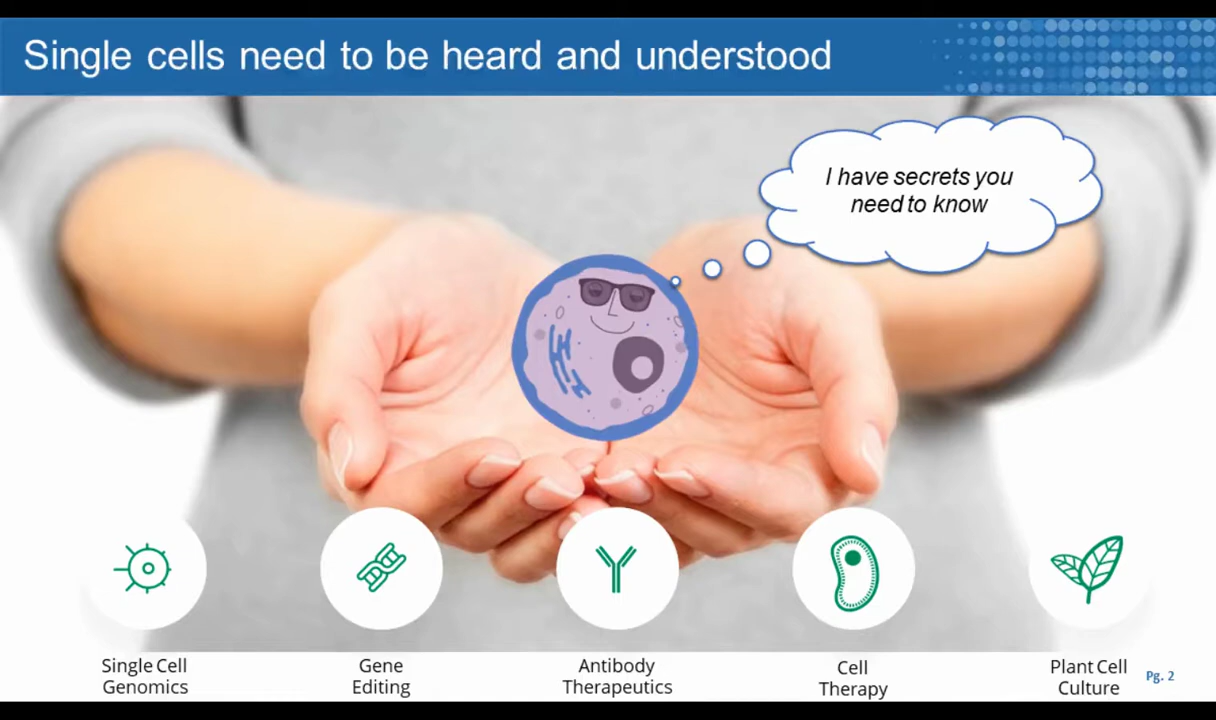 Single cells need to be heard and understood
I have secrets you
need to know
Single Cell
Genomics
Gene
Editing
Antibody
Therapeutics
Cell
Therapy
Plant Cell
Culture
Pg. 2